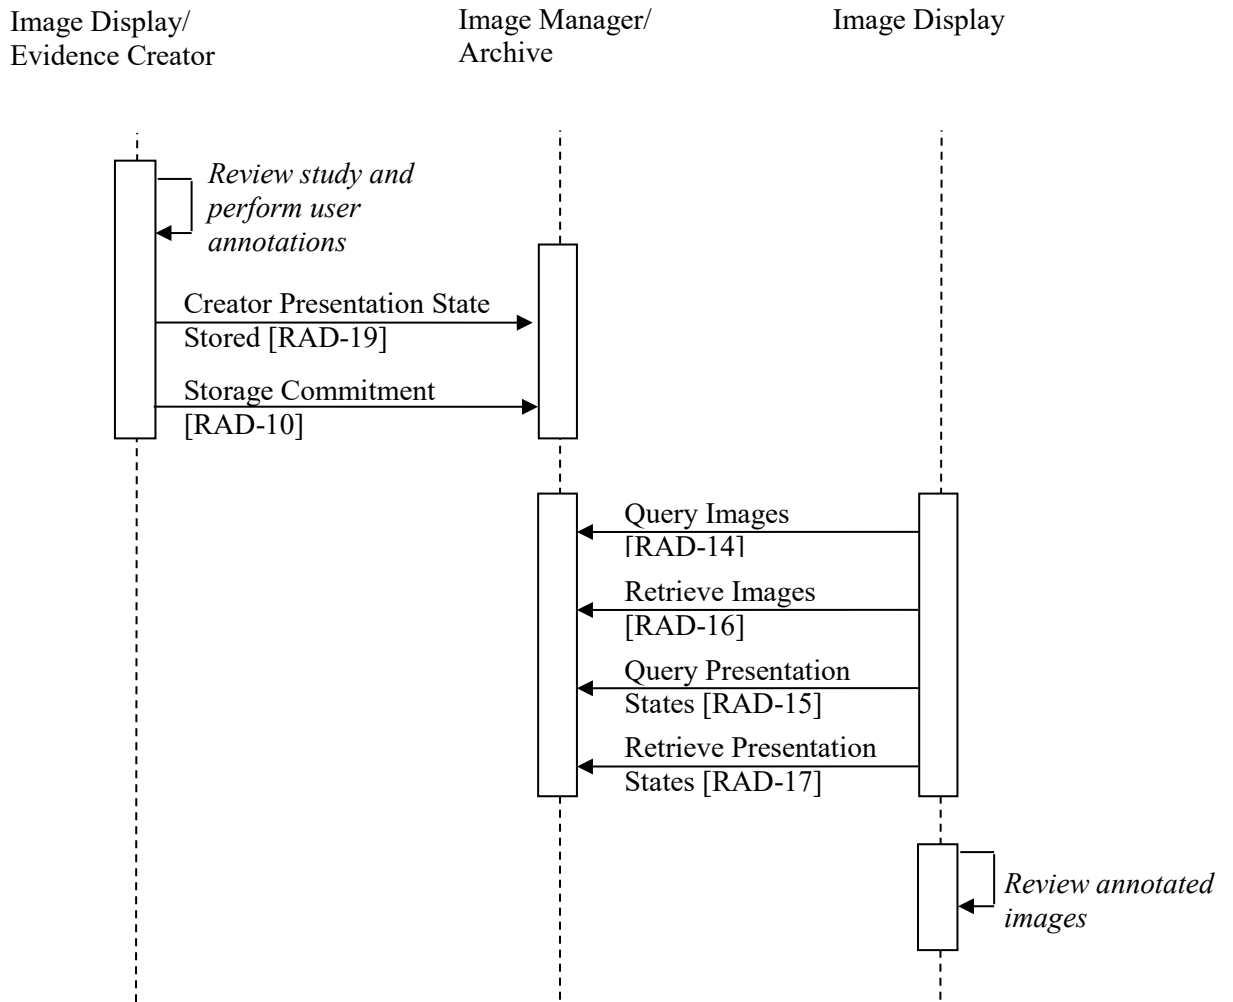 Image Display/
Evidence Creator
Image Manager/
Archive
Image Display
Review study and
perform user
annotations
Creator Presentation State
Stored [RAD-19]
Storage Commitment
[RAD-10]
Query Images
[RAD-14]
Retrieve Images
[RAD-16]
Query Presentation
States [RAD-15]
Retrieve Presentation
States [RAD-17]
Review annotated
images